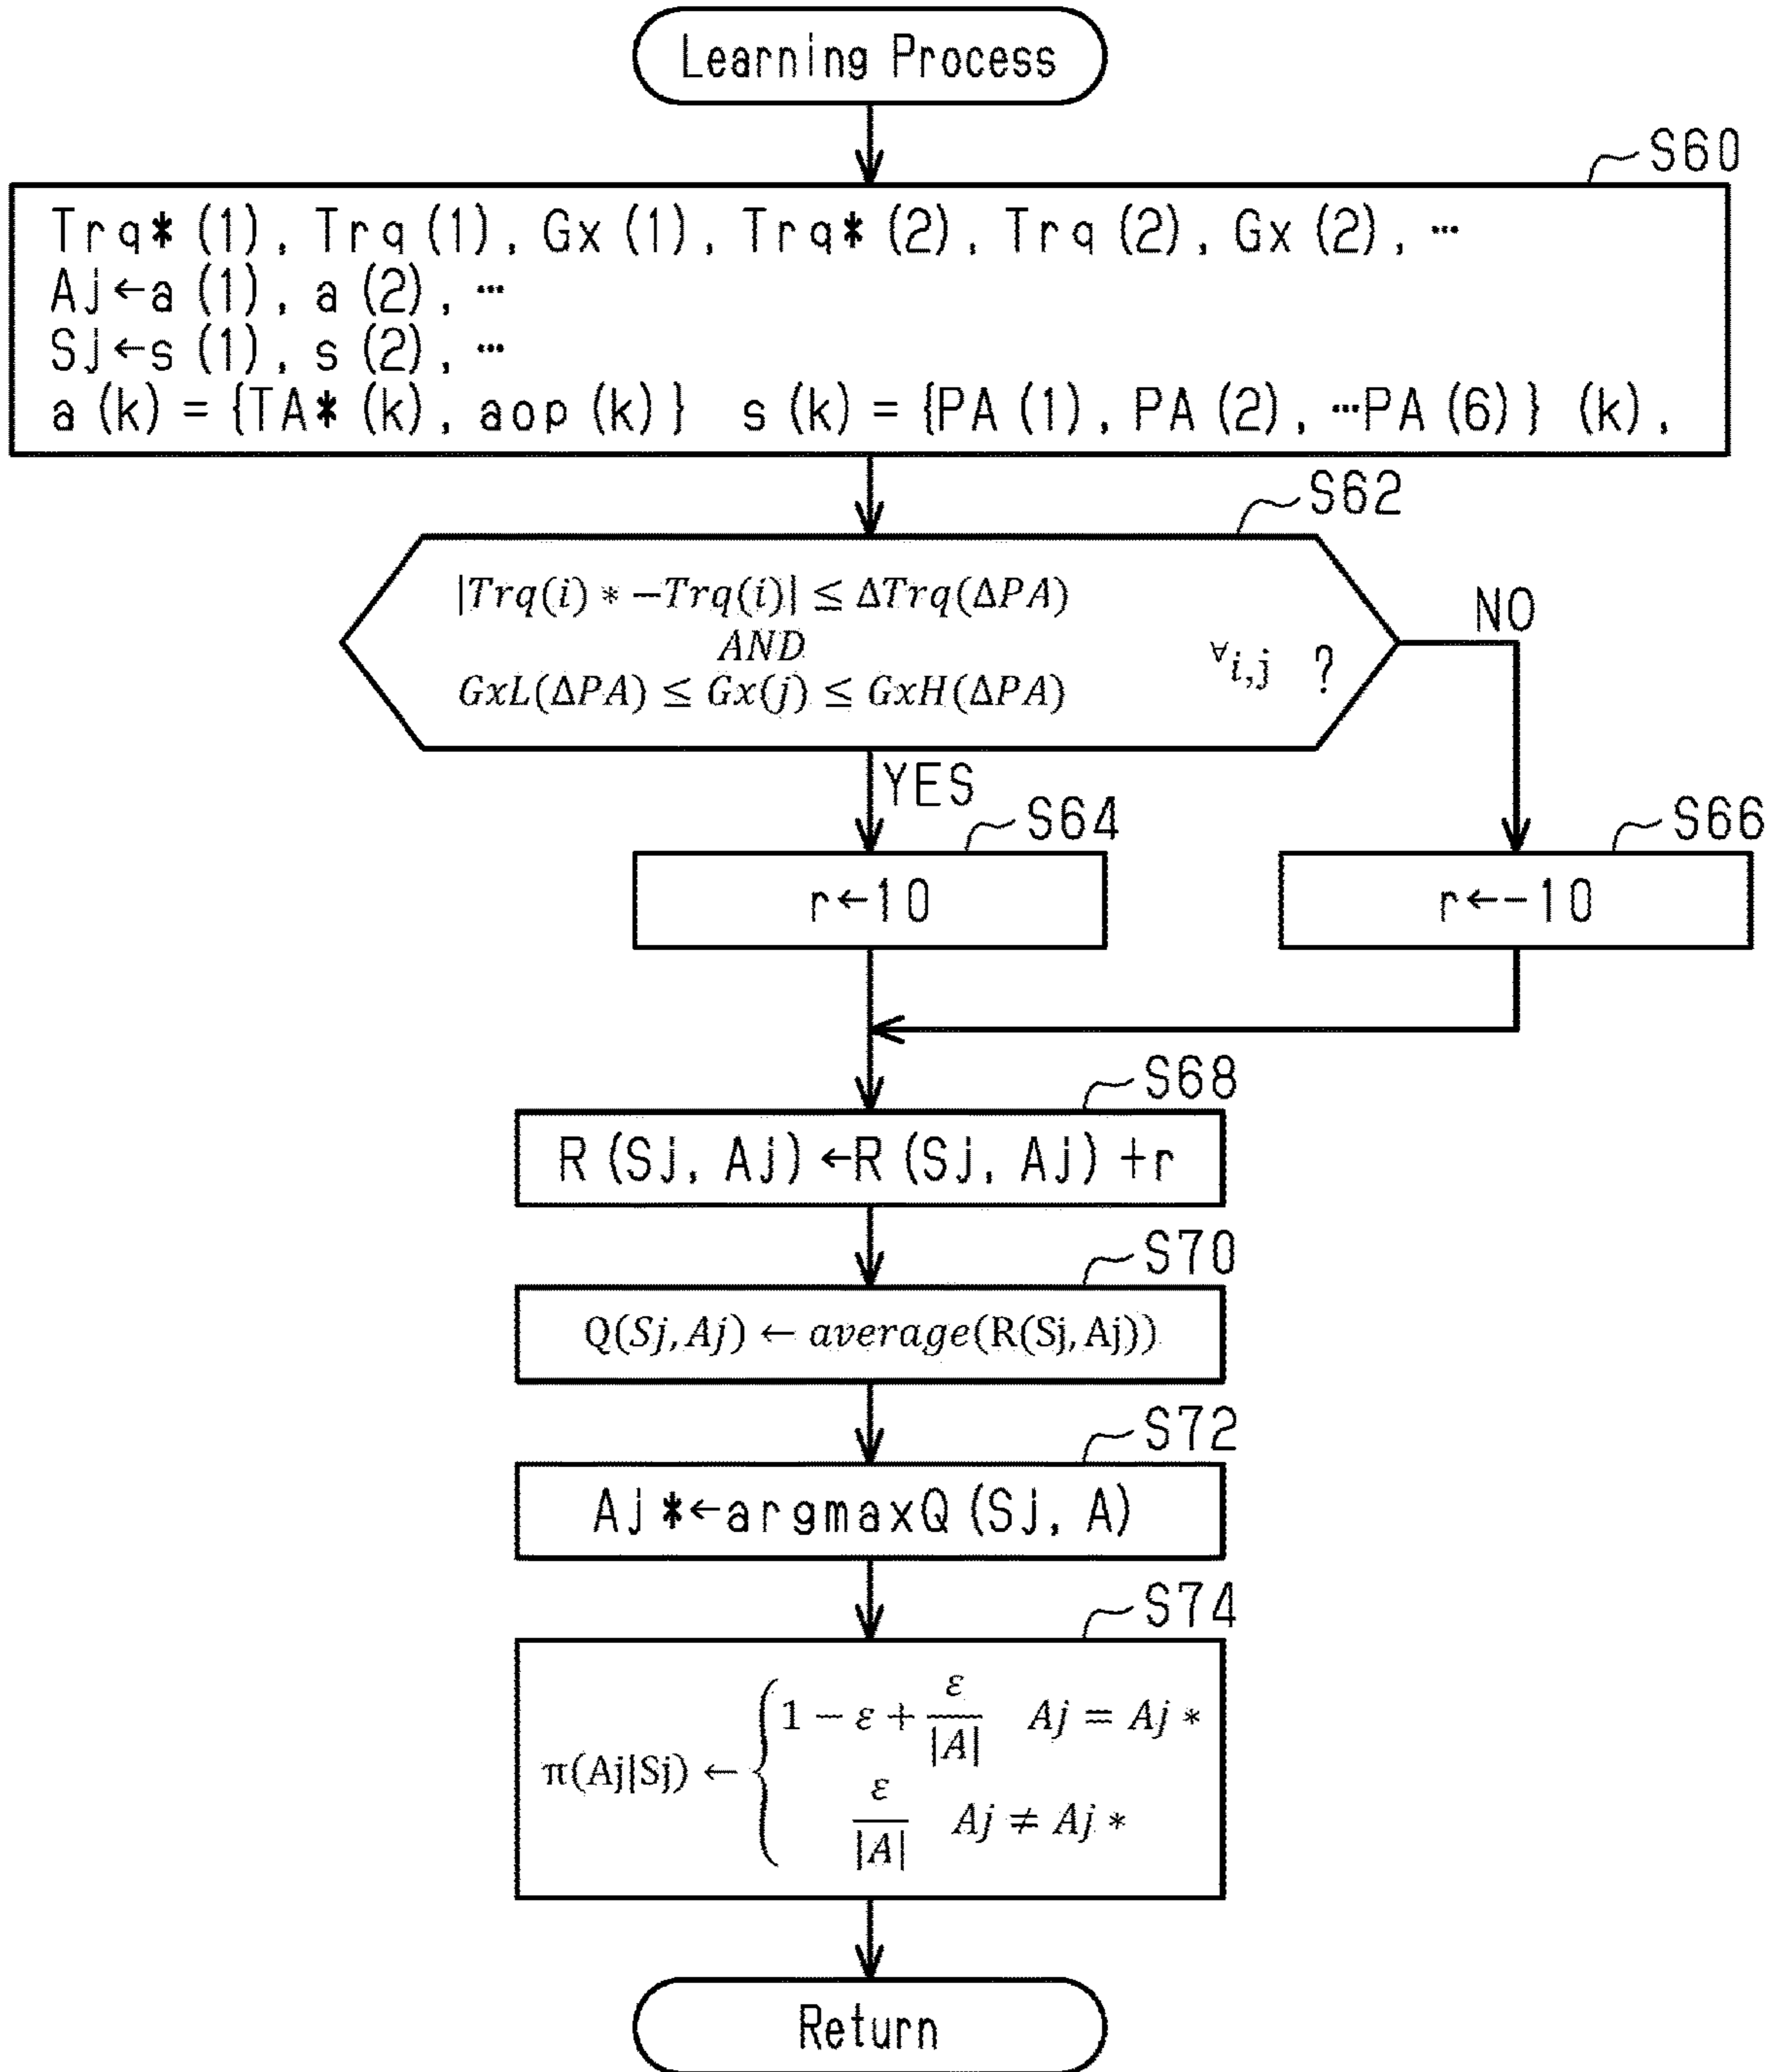 Learning Process
S60
Trq*(1), Trq(1), Gx(1), Trq*(2), Trq(2), Gx(2), …
Aj←a(1), a(2), …
Sj←s(1), s(2), …
a(k)={TA*(k), aop(k)} s(k)={PA(1), PA(2), …PA(6)}(k),
S62
|Trq(i)*−Trq(i)| ≤ ΔTrq(ΔPA)
AND
∀i,j ?
GxL(ΔPA) ≤ Gx(j) ≤ GxH(ΔPA)
NO
YES
S64
S66
r←10
r←−10
S68
R(Sj, Aj)←R(Sj, Aj)+r
S70
Q(Sj,Aj) ← average(R(Sj,Aj))
S72
Aj*←argmaxQ(Sj, A)
S74
π(Aj|Sj) ← { 1 − ε + ε/|A| Aj = Aj *
ε/|A| Aj ≠ Aj *
Return